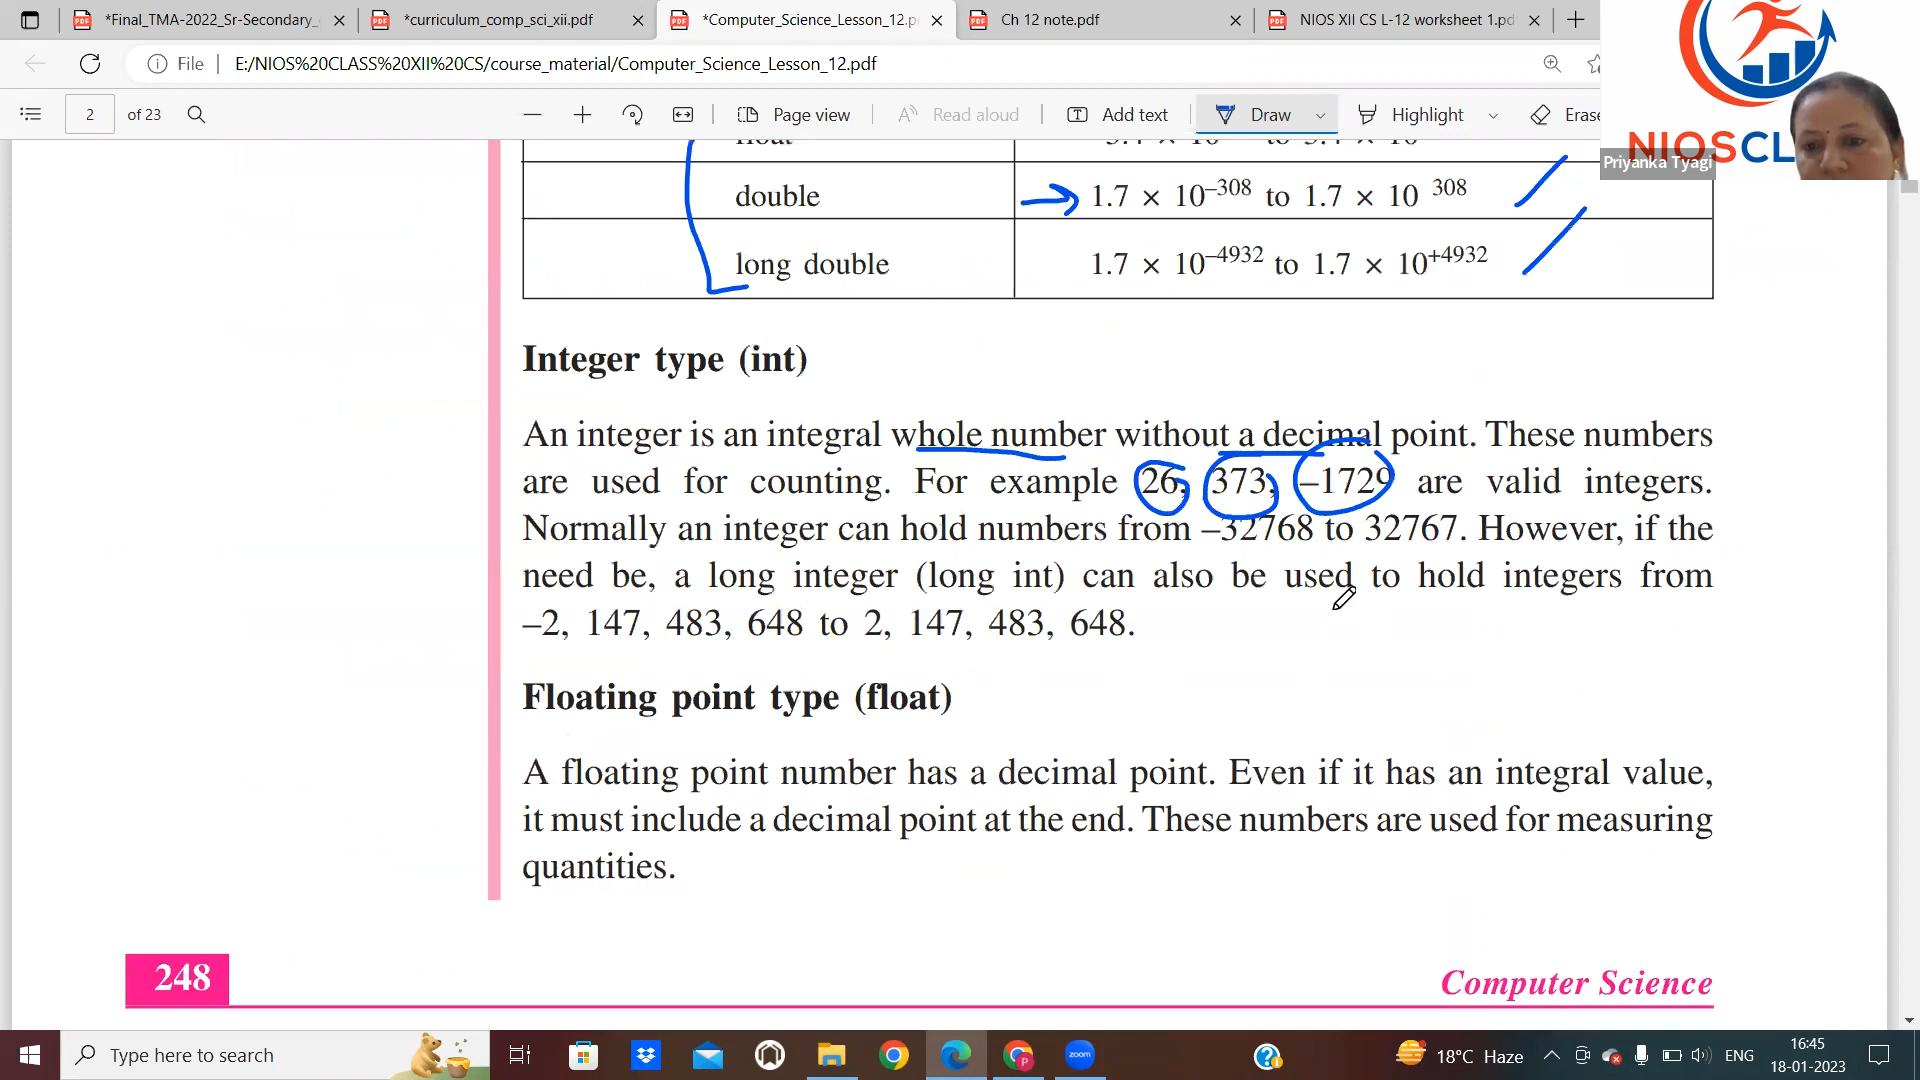 *Final_TMA-2022_Sr-Secondary_
*curriculum_comp_sci_xii.pdf
*Computer_Science_Lesson_12.p
Ch 12 note.pdf
NIOS XII CS L-12 worksheet 1.pd
File
E:/NIOS%20CLASS%20XII%20CS/course_material/Computer_Science_Lesson_12.pdf
2 of 23
Page view
Read aloud
Add text
Draw
Highlight
Erase
NIOSCL
Priyanka Tyagi
double 1.7 × 10–308 to 1.7 × 10 308
long double 1.7 × 10–4932 to 1.7 × 10+4932
Integer type (int)
An integer is an integral whole number without a decimal point. These numbers
are used for counting. For example 26, 373, –1729 are valid integers.
Normally an integer can hold numbers from –32768 to 32767. However, if the
need be, a long integer (long int) can also be used to hold integers from
–2, 147, 483, 648 to 2, 147, 483, 648.
Floating point type (float)
A floating point number has a decimal point. Even if it has an integral value,
it must include a decimal point at the end. These numbers are used for measuring
quantities.
248
Computer Science
Type here to search
zoom
18°C Haze
ENG
16:45
18-01-2023